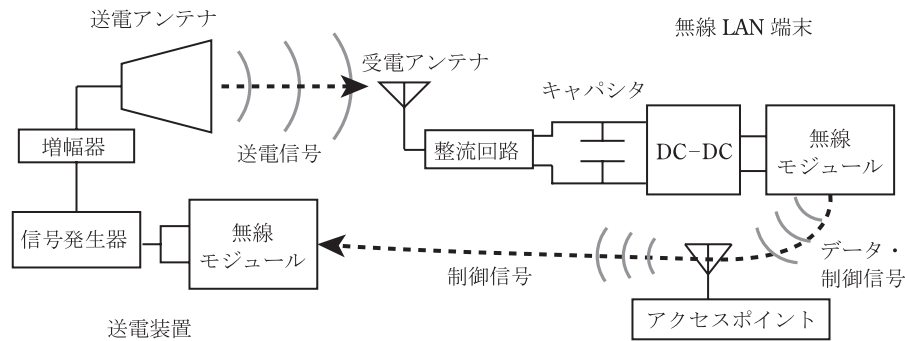 送電アンテナ
無線 LAN 端末
受電アンテナ
キャパシタ
増幅器
送電信号
整流回路
DC−DC
無線
モジュール
信号発生器
無線
モジュール
制御信号
データ・
制御信号
アクセスポイント
送電装置